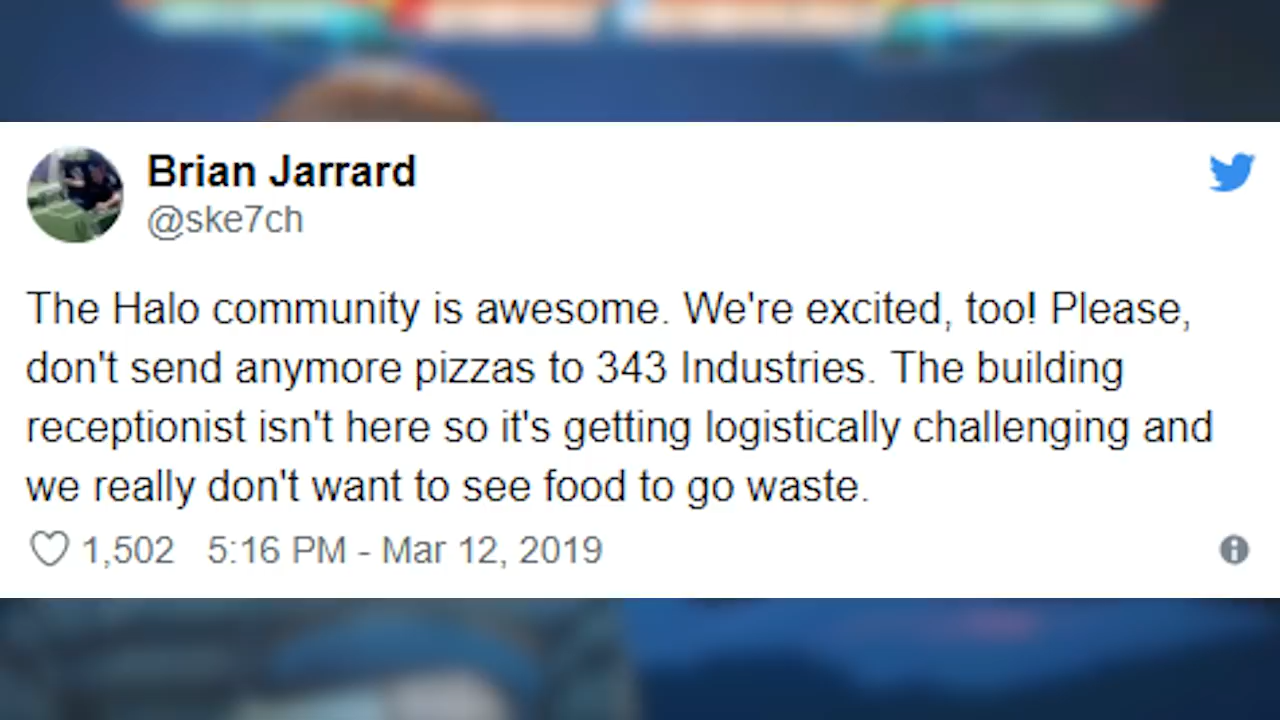 Brian Jarrard
@ske7ch
The Halo community is awesome. We're excited, too! Please,
don't send anymore pizzas to 343 Industries. The building
receptionist isn't here so it's getting logistically challenging and
we really don't want to see food to go waste.
1,502 5:16 PM - Mar 12, 2019